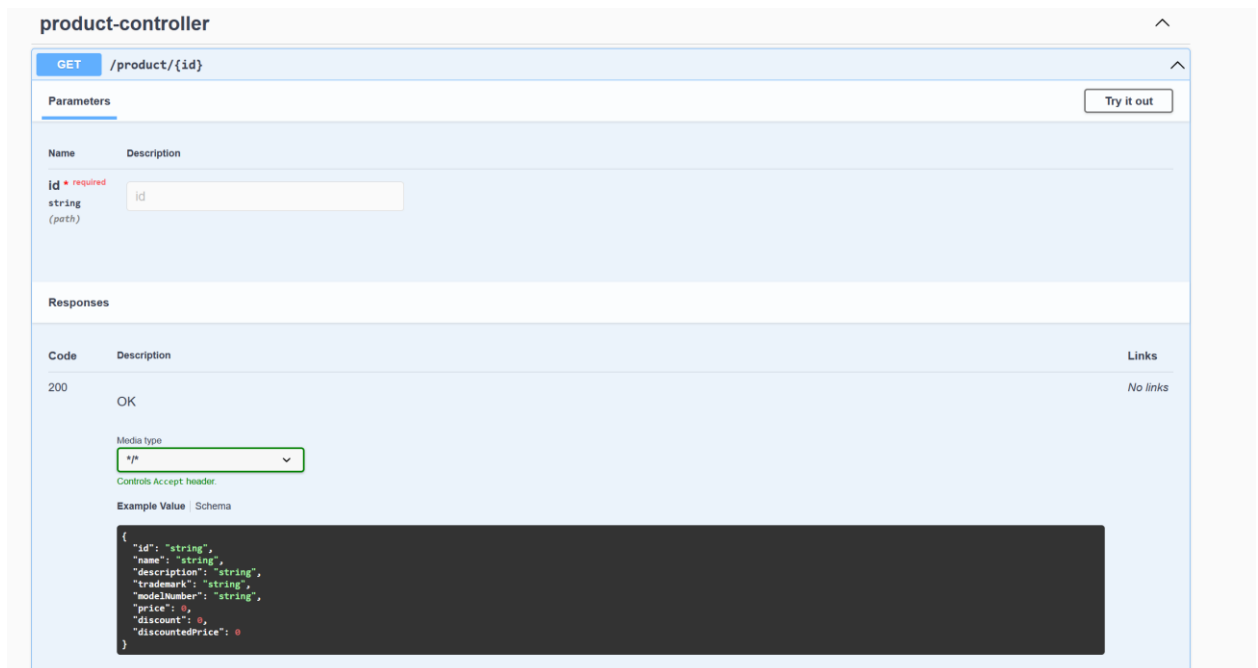 product-controller
GET /product/{id}
Parameters Try it out
Name Description
id * required
string
(path)
id
Responses
Code Description Links
200 No links
OK
Media type
*/*
Controls Accept header.
Example Value Schema
{
"id": "string",
"name": "string",
"description": "string",
"trademark": "string",
"modelNumber": "string",
"price": 0,
"discount": 0,
"discountedPrice": 0
}